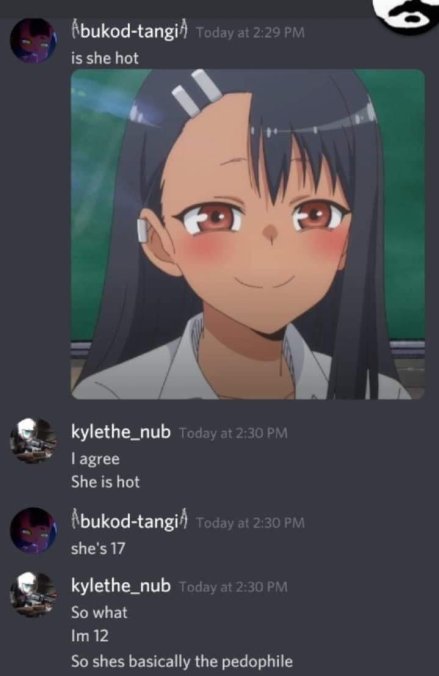 bukod-tangi Today at 2:29 PM
is she hot
kylethe_nub Today at 2:30 PM
I agree
She is hot
bukod-tangi Today at 2:30 PM
she's 17
kylethe_nub Today at 2:30 PM
So what
Im 12
So shes basically the pedophile